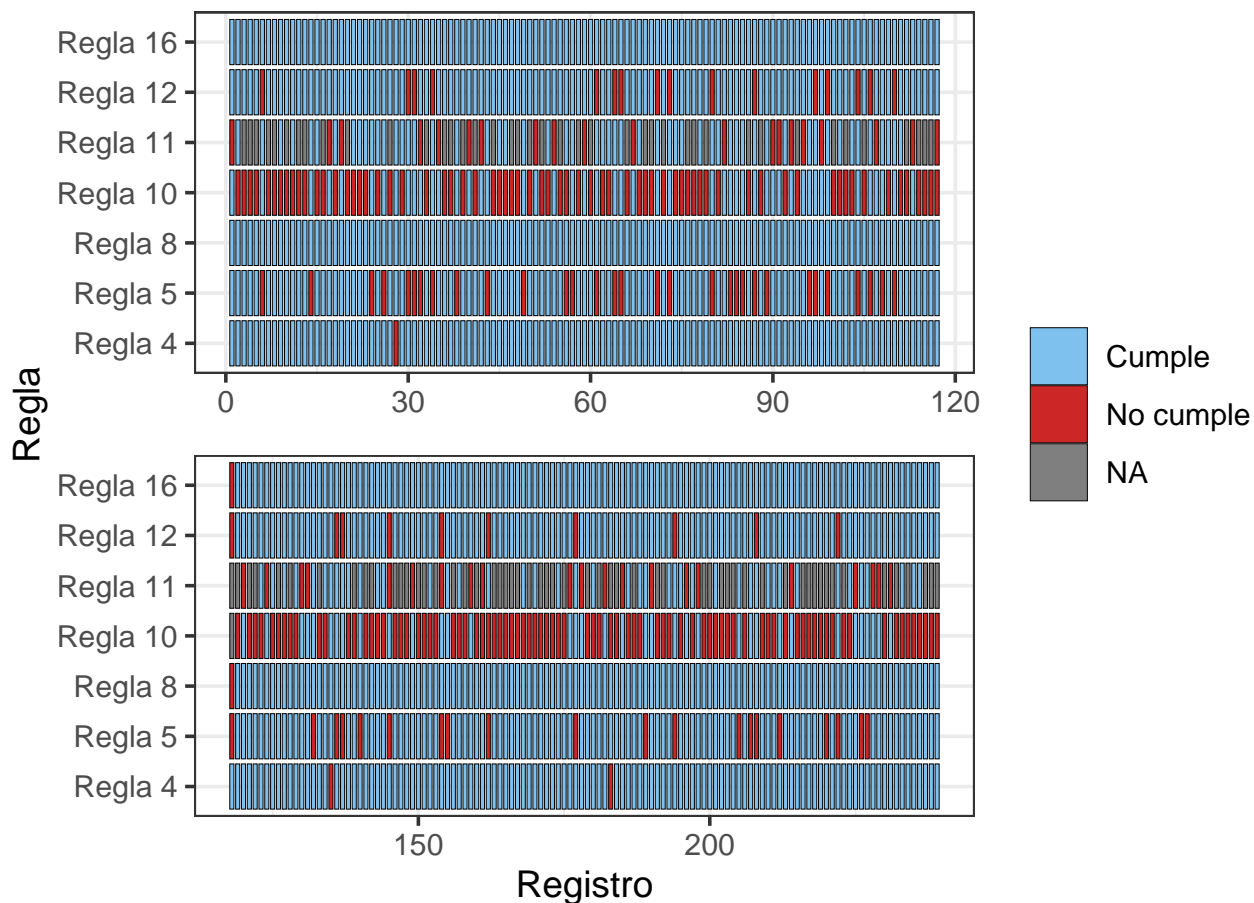 Regla 16
Regla 12
Regla 11
Regla 10
Regla 8
Regla 5
Regla 4
0 30 60 90 120
Regla
Regla 16
Regla 12
Regla 11
Regla 10
Regla 8
Regla 5
Regla 4
150 200
Registro
Cumple
No cumple
NA